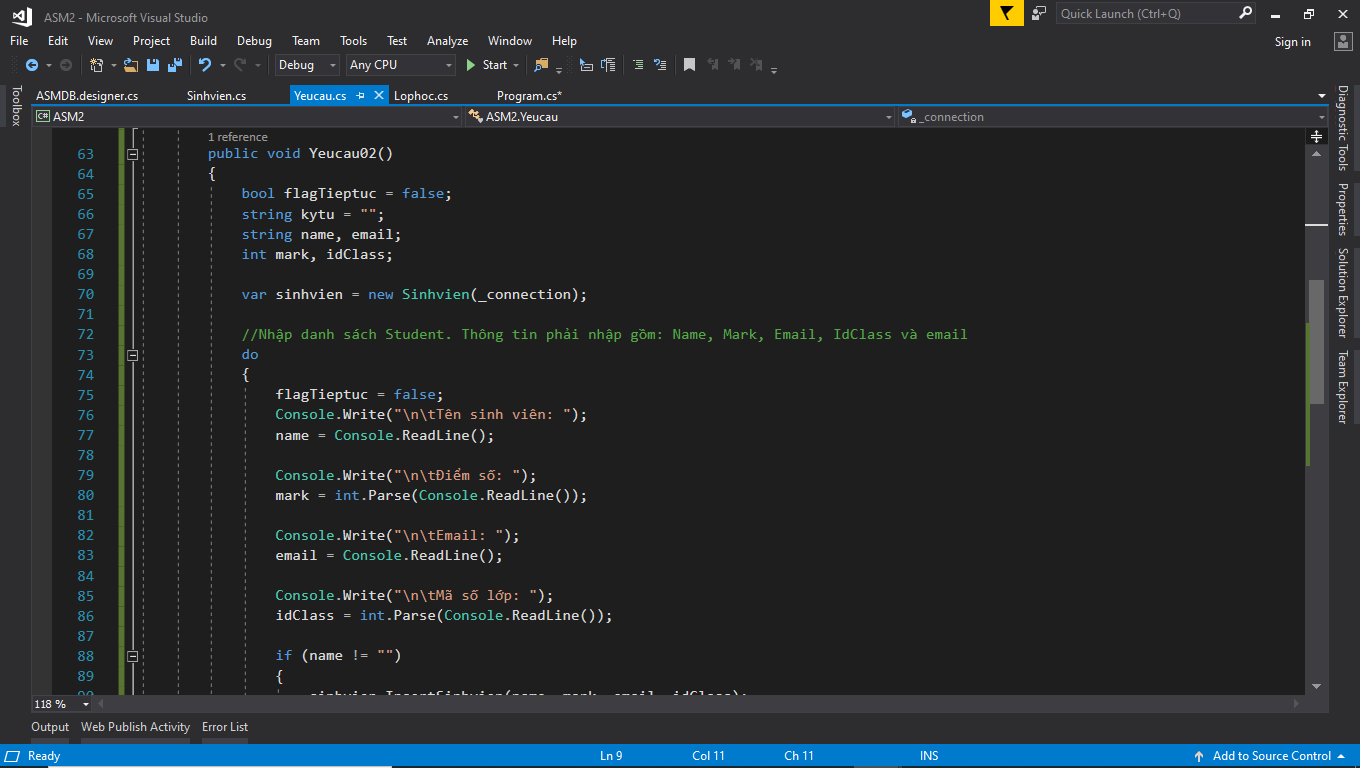 ASM2 - Microsoft Visual Studio
Quick Launch (Ctrl+Q)
File Edit View Project Build Debug Team Tools Test Analyze Window Help
Sign in
Debug Any CPU Start
Toolbox
ASMDB.designer.cs Sinhvien.cs Yeucau.cs Lophoc.cs Program.cs*
C# ASM2 ASM2.Yeucau _connection
1 reference
63 public void Yeucau02()
64 {
65 bool flagTieptuc = false;
66 string kytu = "";
67 string name, email;
68 int mark, idClass;
69
70 var sinhvien = new Sinhvien(_connection);
71
72 //Nhập danh sách Student. Thông tin phải nhập gồm: Name, Mark, Email, IdClass và email
73 do
74 {
75 flagTieptuc = false;
76 Console.Write("\n\tTên sinh viên: ");
77 name = Console.ReadLine();
78
79 Console.Write("\n\tĐiểm số: ");
80 mark = int.Parse(Console.ReadLine());
81
82 Console.Write("\n\tEmail: ");
83 email = Console.ReadLine();
84
85 Console.Write("\n\tMã số lớp: ");
86 idClass = int.Parse(Console.ReadLine());
87
88 if (name != "")
89 {
90 sinhvien.InsertSinhvien(name, mark, email, idClass);
Diagnostic Tools
Properties
Solution Explorer
Team Explorer
118 %
Output Web Publish Activity Error List
Ready Ln 9 Col 11 Ch 11 INS Add to Source Control